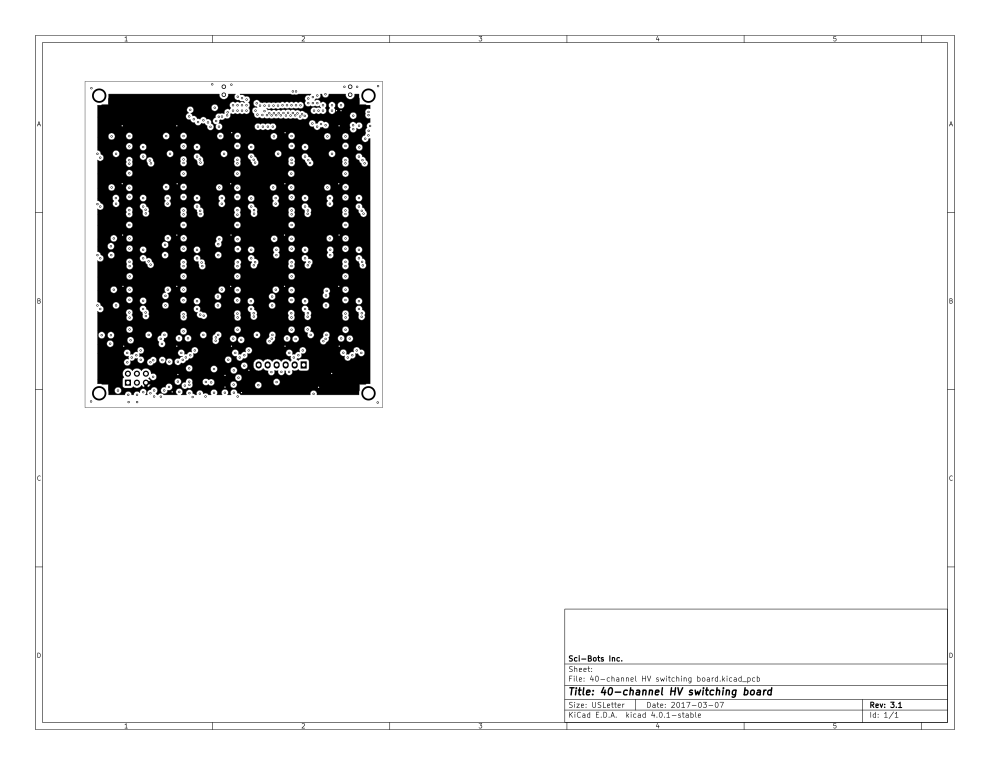 1 2 3 4 5
A A
B B
C C
D D
Sci-Bots Inc.
Sheet:
File: 40-channel HV switching board.kicad_pcb
Title: 40-channel HV switching board
Size: USLetter Date: 2017-03-07 Rev: 3.1
KiCad E.D.A. kicad 4.0.1-stable Id: 1/1
1 2 3 4 5